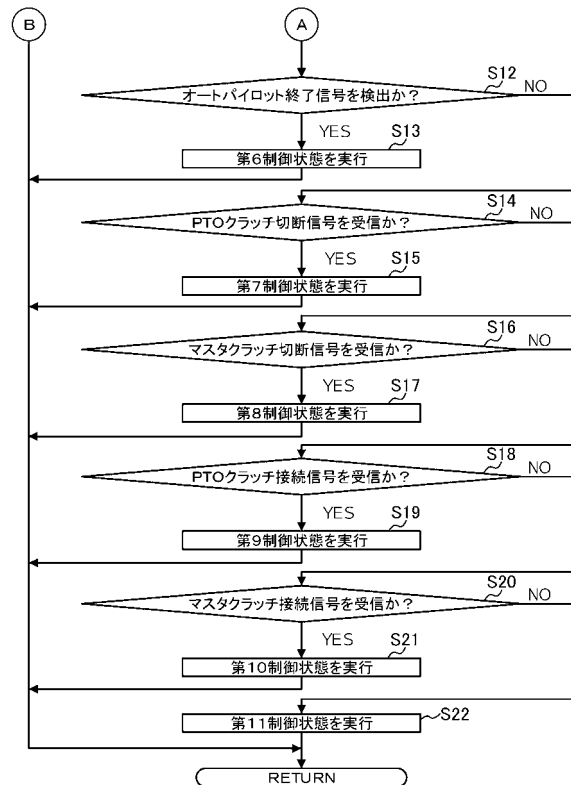 B
A
S12
オートパイロット終了信号を検出か？
NO
YES
S13
第6制御状態を実行
S14
PTOクラッチ切断信号を受信か？
NO
YES
S15
第7制御状態を実行
S16
マスタクラッチ切断信号を受信か？
NO
YES
S17
第8制御状態を実行
S18
PTOクラッチ接続信号を受信か？
NO
YES
S19
第9制御状態を実行
S20
マスタクラッチ接続信号を受信か？
NO
YES
S21
第10制御状態を実行
第11制御状態を実行
S22
RETURN